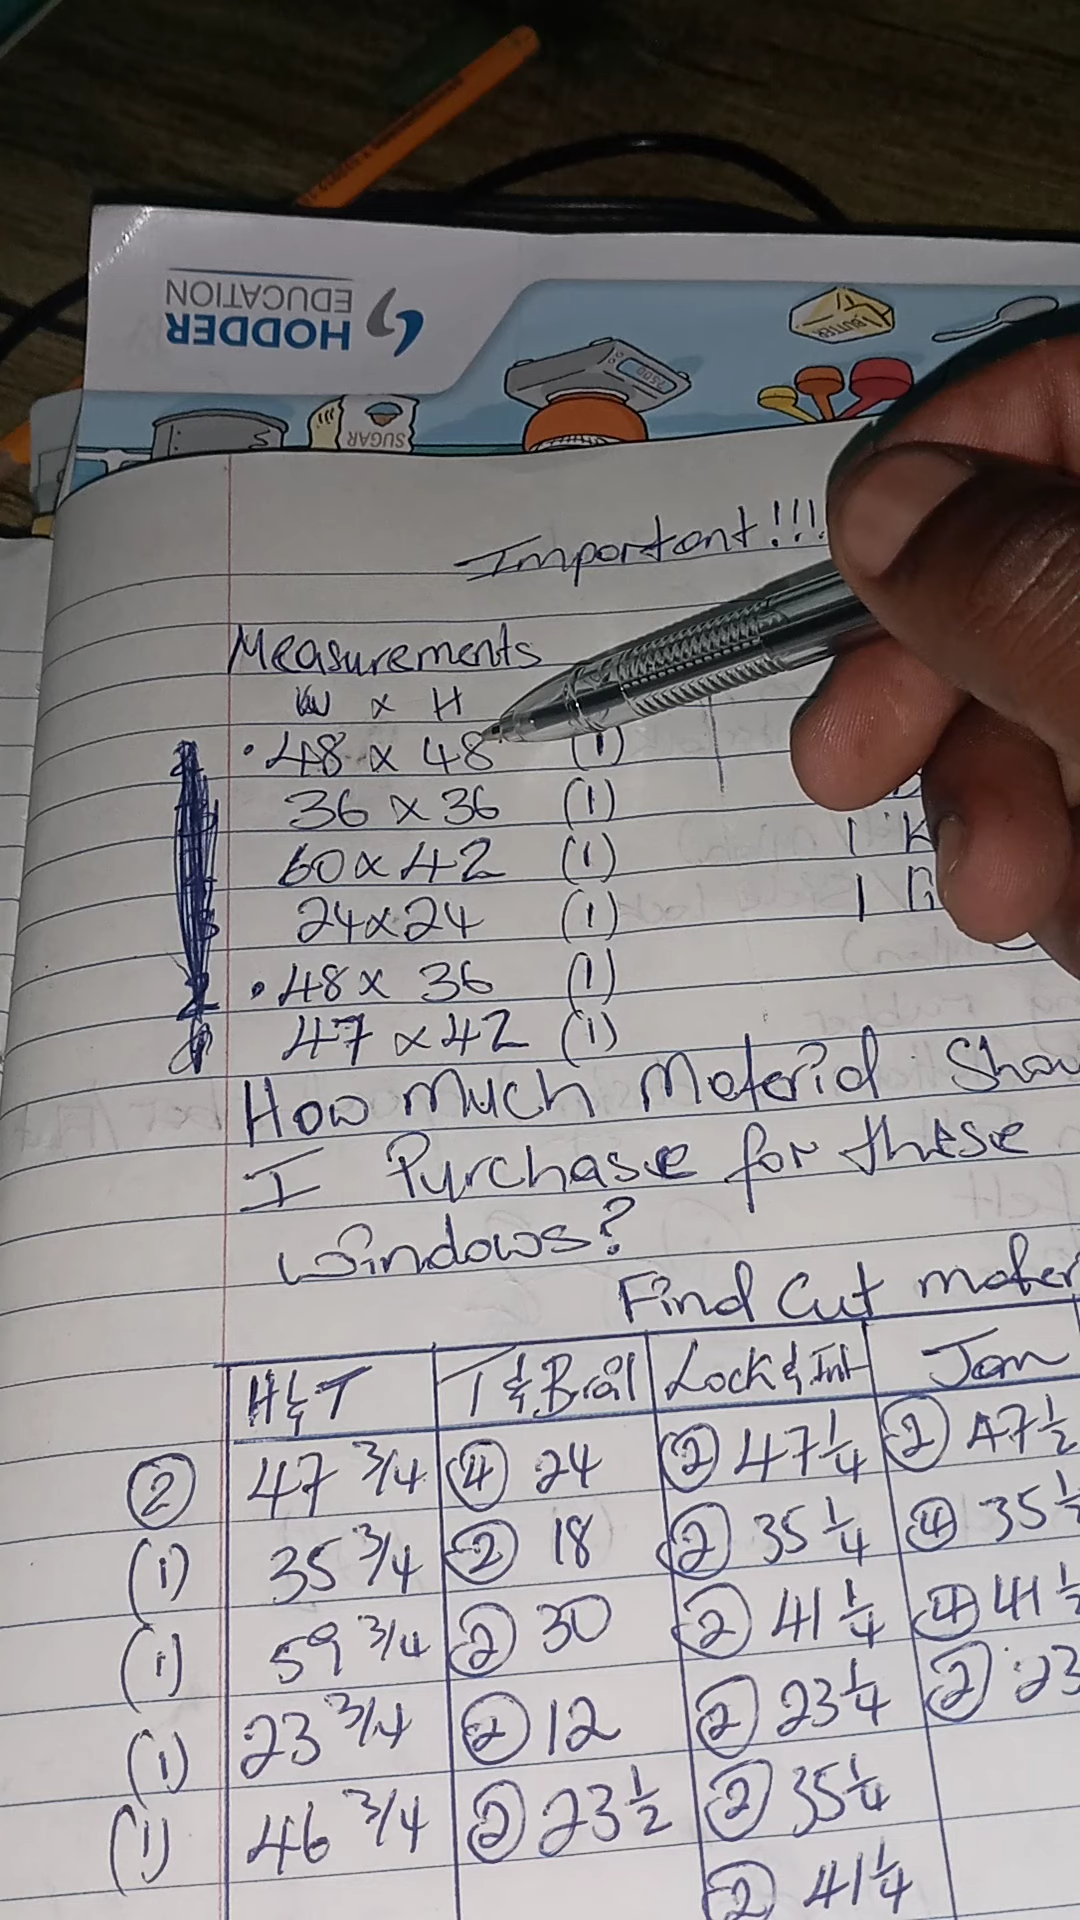 HODDER
EDUCATION
BUTTER
2500
SUGAR
Important!!!
Measurements
W x H
. 48 x 48 (1)
36 x 36 (1)
60 x 42 (1) 1 K
24 x 24 (1) 1
. 48 x 36 (1)
47 x 42 (1)
How Much Material
I Purchase for these
windows?
Find Cut
H & T T & B rail Lock & Int Jam
② 47 3/4 ④ 24 ② 47 1/4 ② 47 1/2
(1) 35 3/4 ② 18 ② 35 1/4 ④ 35
(1) 59 3/4 ② 30 ② 41 1/4 ④ 41
(1) 23 3/4 ② 12 ② 23 1/4 ② 23
(1) 46 3/4 ② 23 1/2 ② 35 1/4
② 41 1/4